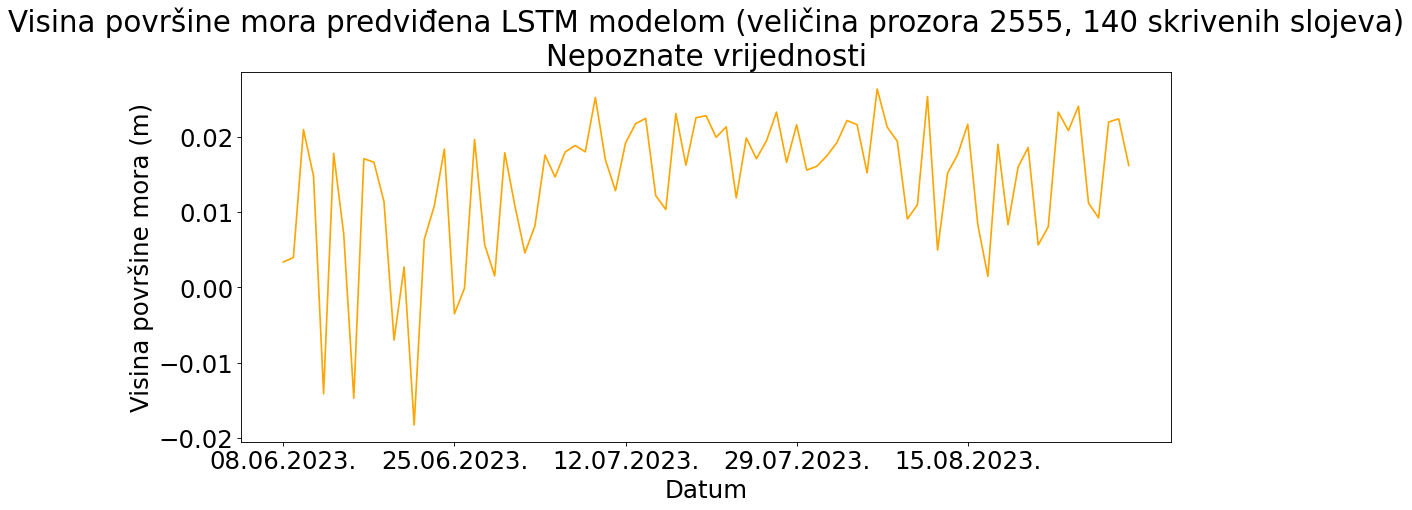 Visina površine mora predviđena LSTM modelom (veličina prozora 2555, 140 skrivenih slojeva)
Nepoznate vrijednosti
Visina površine mora (m)
0.02
0.01
0.00
−0.01
−0.02
08.06.2023. 25.06.2023. 12.07.2023. 29.07.2023. 15.08.2023.
Datum